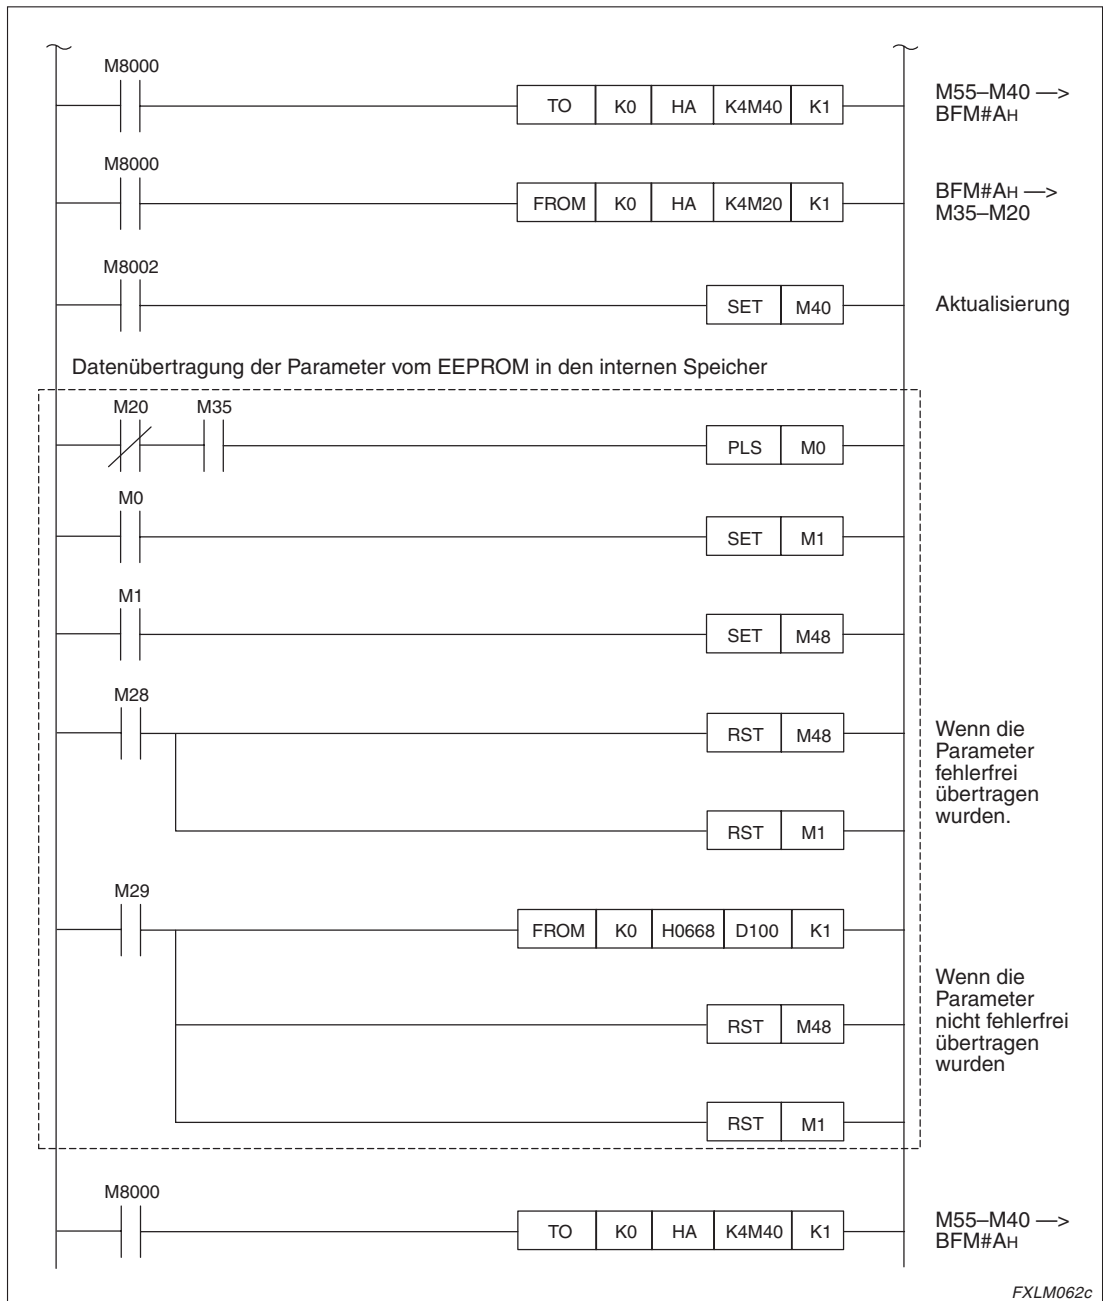 M8000
TO K0 HA K4M40 K1
M55–M40 —>
BFM#AH
M8000
FROM K0 HA K4M20 K1
BFM#AH —>
M35–M20
M8002
SET M40
Aktualisierung
Datenübertragung der Parameter vom EEPROM in den internen Speicher
M20 M35
PLS M0
M0
SET M1
M1
SET M48
M28
RST M48
Wenn die
Parameter
fehlerfrei
übertragen
wurden.
RST M1
M29
FROM K0 H0668 D100 K1
Wenn die
Parameter
nicht fehlerfrei
übertragen
wurden
RST M48
RST M1
M8000
TO K0 HA K4M40 K1
M55–M40 —>
BFM#AH
FXLM062c